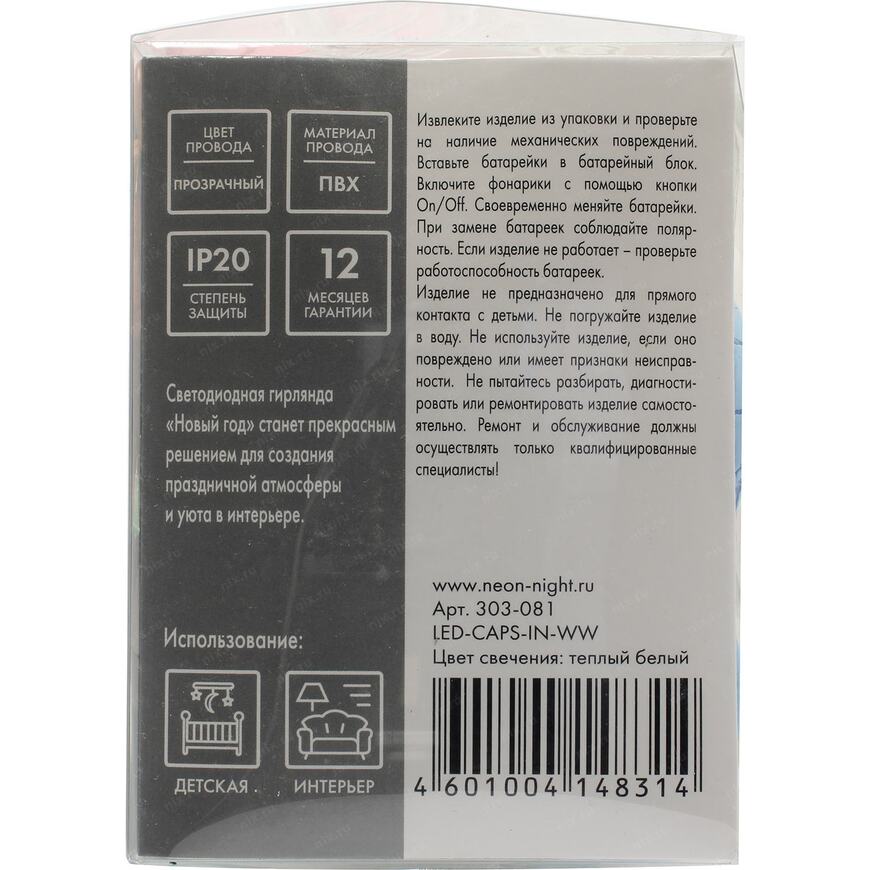 ЦВЕТ
ПРОВОДА
ПРОЗРАЧНЫЙ
МАТЕРИАЛ
ПРОВОДА
ПВХ
IP20
СТЕПЕНЬ
ЗАЩИТЫ
12
МЕСЯЦЕВ
ГАРАНТИИ
Светодиодная гирлянда
«Новый год» станет прекрасным
решением для создания
праздничной атмосферы
и уюта в интерьере.
Использование:
ДЕТСКАЯ .
ИНТЕРЬЕР
Извлеките изделие из упаковки и проверьте
на наличие механических повреждений.
Вставьте батарейки в батарейный блок.
Включите фонарики с помощью кнопки
On/Off. Своевременно меняйте батарейки.
При замене батареек соблюдайте поляр-
ность. Если изделие не работает – проверьте
работоспособность батареек.
Изделие не предназначено для прямого
контакта с детьми. Не погружайте изделие
в воду. Не используйте изделие, если оно
повреждено или имеет признаки неисправ-
ности. Не пытайтесь разбирать, диагности-
ровать или ремонтировать изделие самосто-
ятельно. Ремонт и обслуживание должны
осуществлять только квалифицированные
специалисты!
www.neon-night.ru
Арт. 303-081
LED-CAPS-IN-WW
Цвет свечения: теплый белый
4 601004 148314